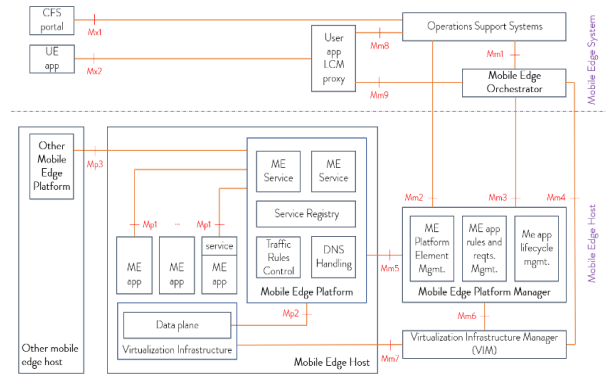 CFS
portal
Mx1
Operations Support Systems
User
app
LCM
proxy
Mm8
UE
app
Mx2
Mm1
Mobile Edge
Orchestrator
Mm9
Mobile Edge System
Other
Mobile
Edge
Platform
Mp3
ME
Service
ME
Service
Mm2
Mm3
Mm4
Service Registry
Mp1
...
Mp1
ME
Platform
Element
Mgmt.
ME app
rules and
reqts.
Mgmt.
Me app
lifecycle
mgmt.
Mobile Edge Host
service
ME
app
ME
app
ME
app
Traffic
Rules
Control
DNS
Handling
Mm5
Mobile Edge Platform
Mobile Edge Platform Manager
Mp2
Mm6
Data plane
Virtualization Infrastructure
Mm7
Virtualization Infrastructure Manager
(VIM)
Other mobile
edge host
Mobile Edge Host